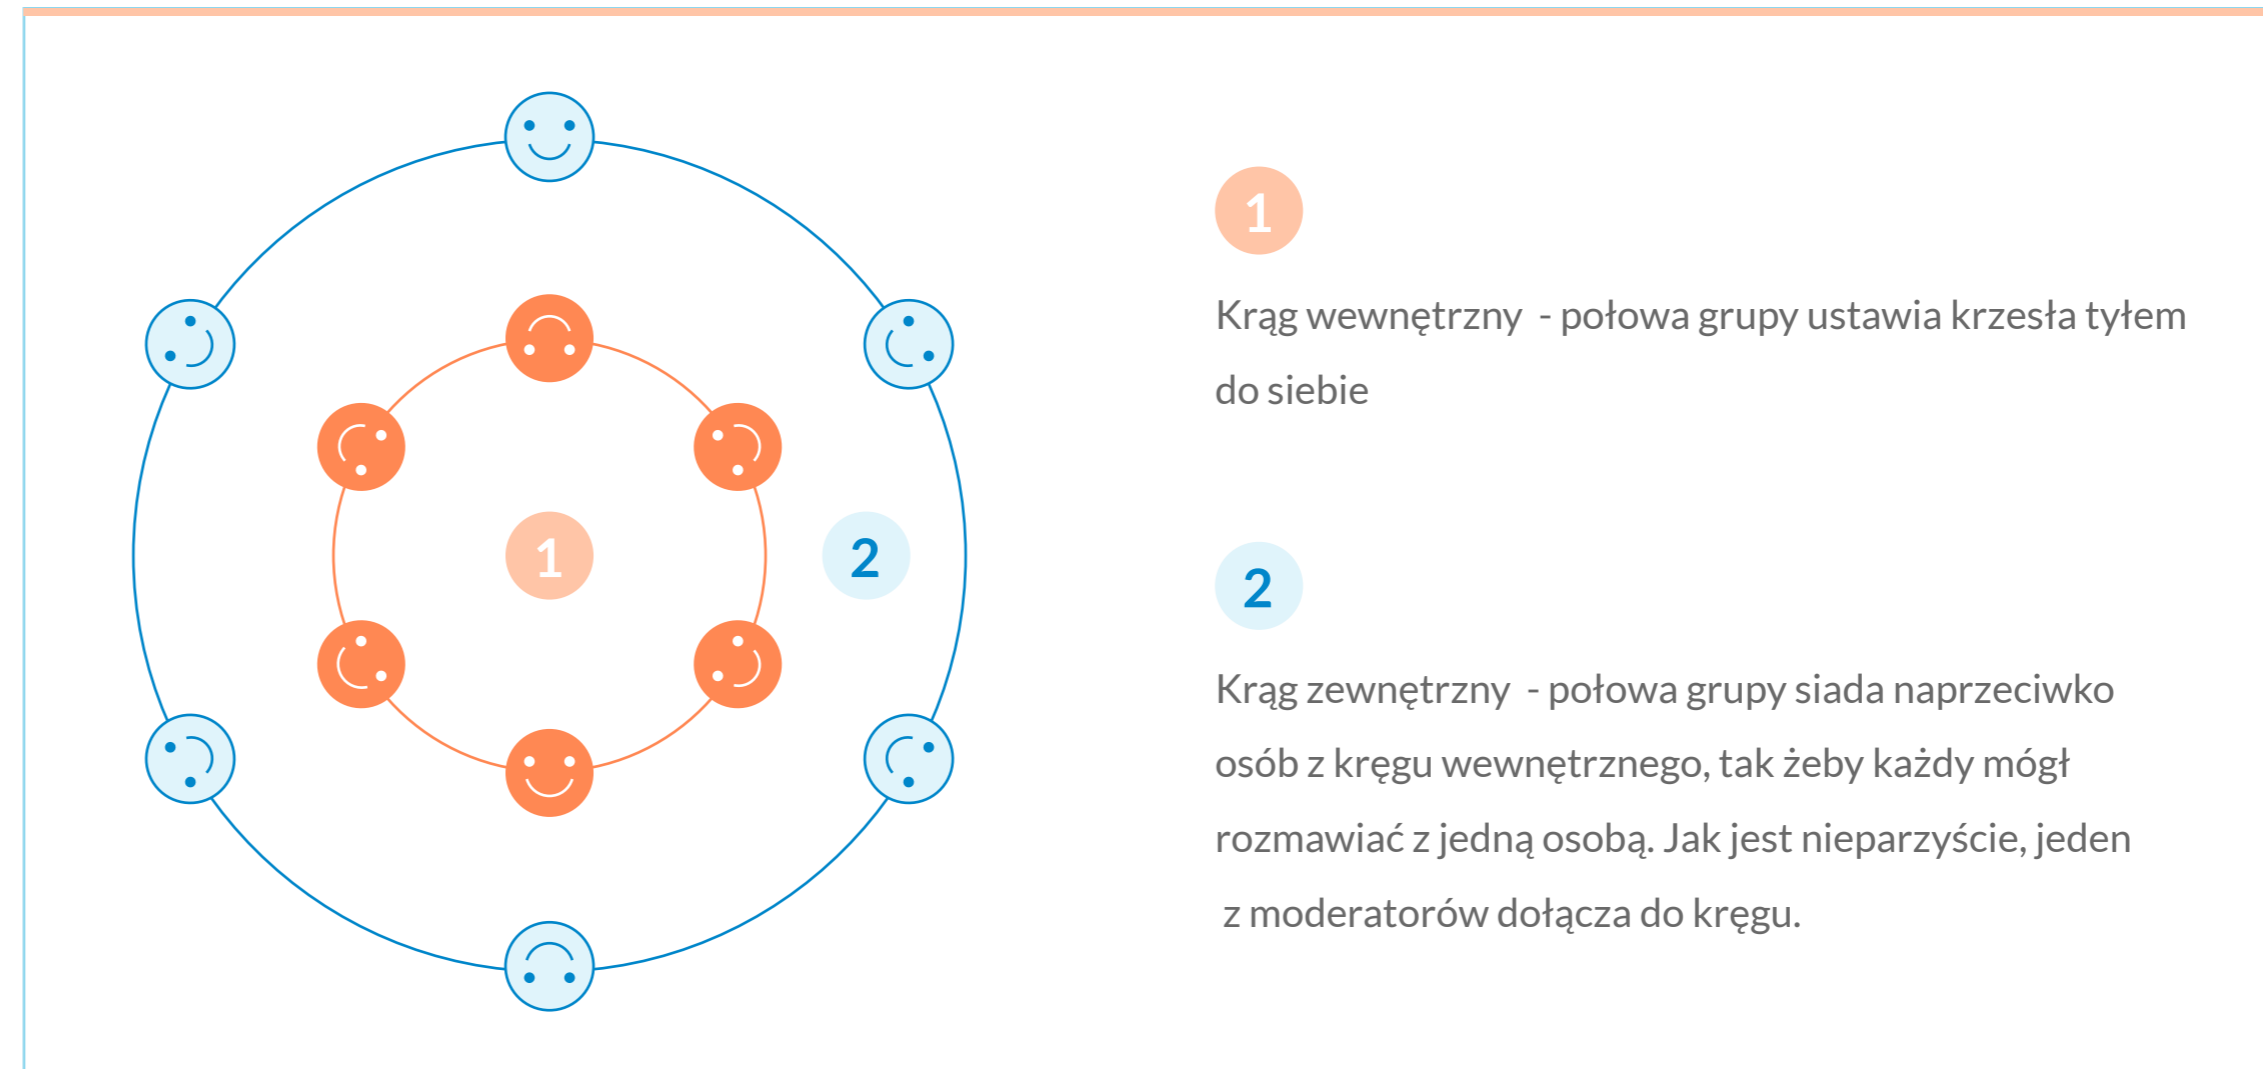 1
Krąg wewnętrzny - połowa grupy ustawia krzesła tyłem
do siebie
1
2
2
Krąg zewnętrzny - połowa grupy siada naprzeciwko
osób z kręgu wewnętrznego, tak żeby każdy mógł
rozmawiać z jedną osobą. Jak jest nieparzyście, jeden
z moderatorów dołącza do kręgu.